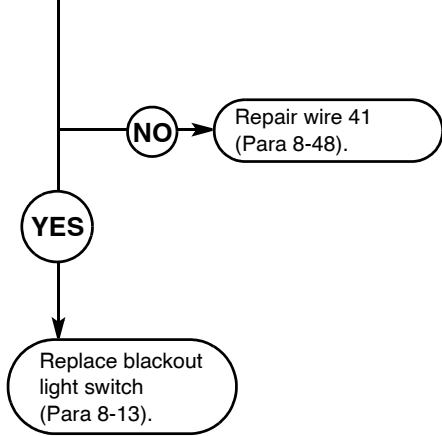 NO
Repair wire 41
(Para 8-48).
YES
Replace blackout
light switch
(Para 8-13).